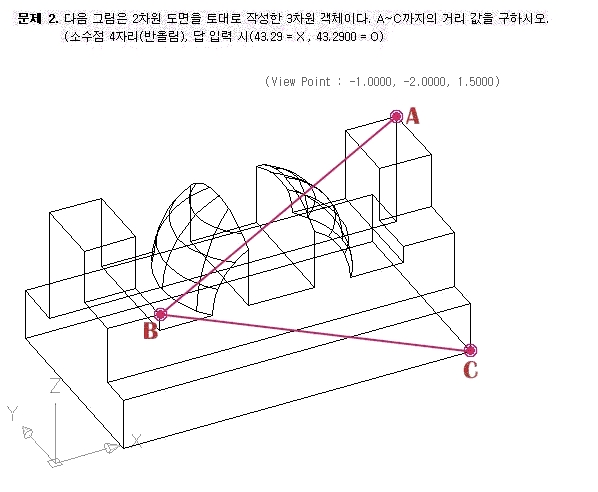 문제 2. 다음 그림은 2차원 도면을 토대로 작성한 3차원 객체이다. A~C까지의 거리 값을 구하시오.
(소수점 4자리(반올림), 답 입력 시(43.29 = X, 43.2900 = O)
(View Point : -1.0000, -2.0000, 1.5000)
A
B
C
Z
Y
X